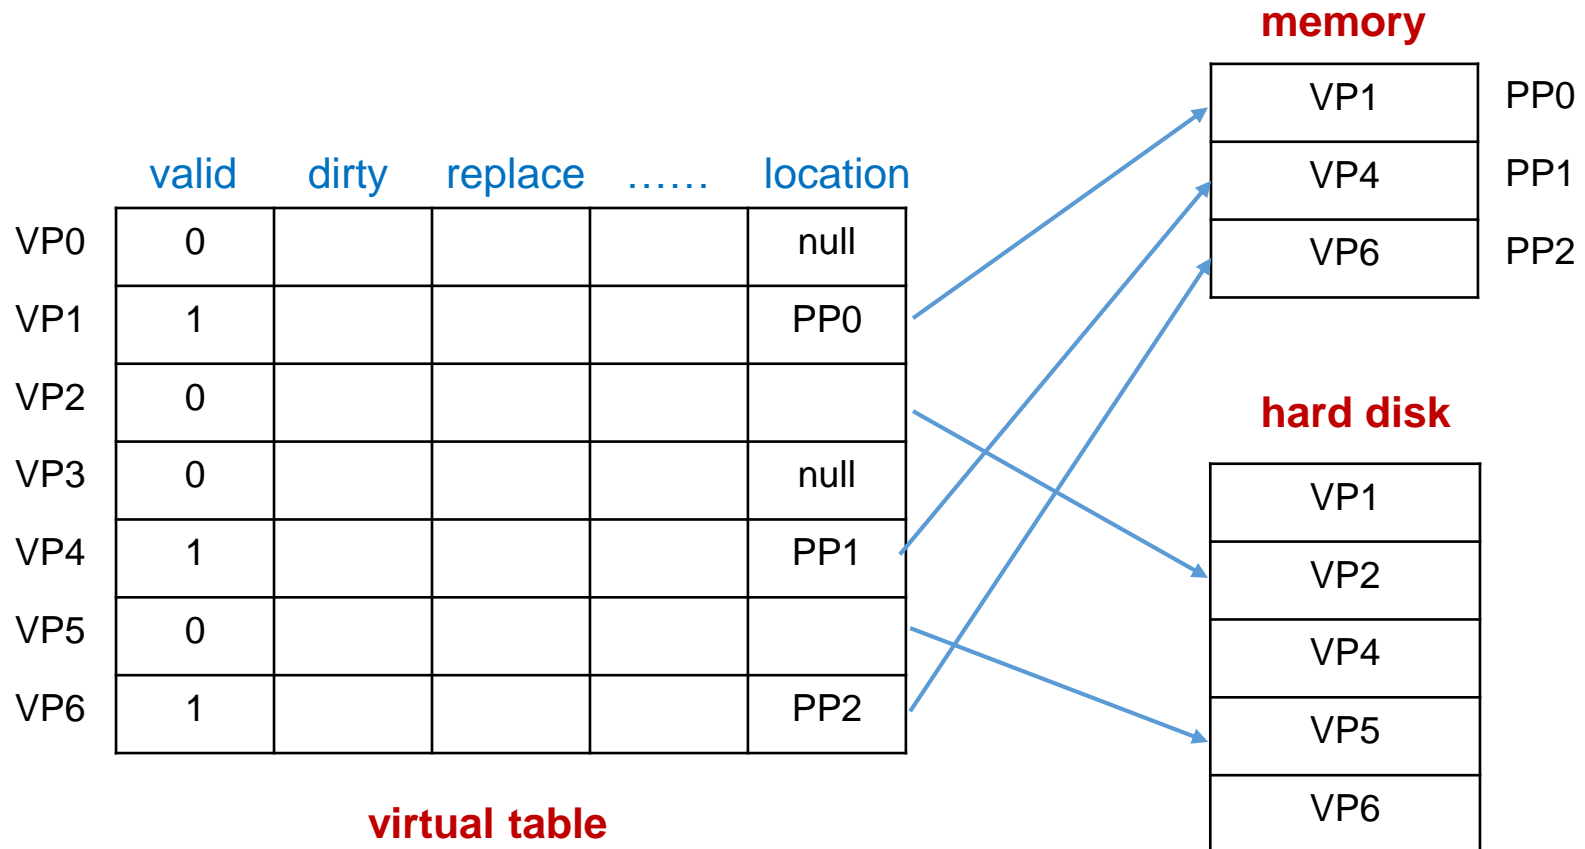 memory
VP1 PP0
VP4 PP1
VP6 PP2
valid dirty replace …… location
VP0 0 null
VP1 1 PP0
VP2 0
VP3 0 null
VP4 1 PP1
VP5 0
VP6 1 PP2
virtual table
hard disk
VP1
VP2
VP4
VP5
VP6